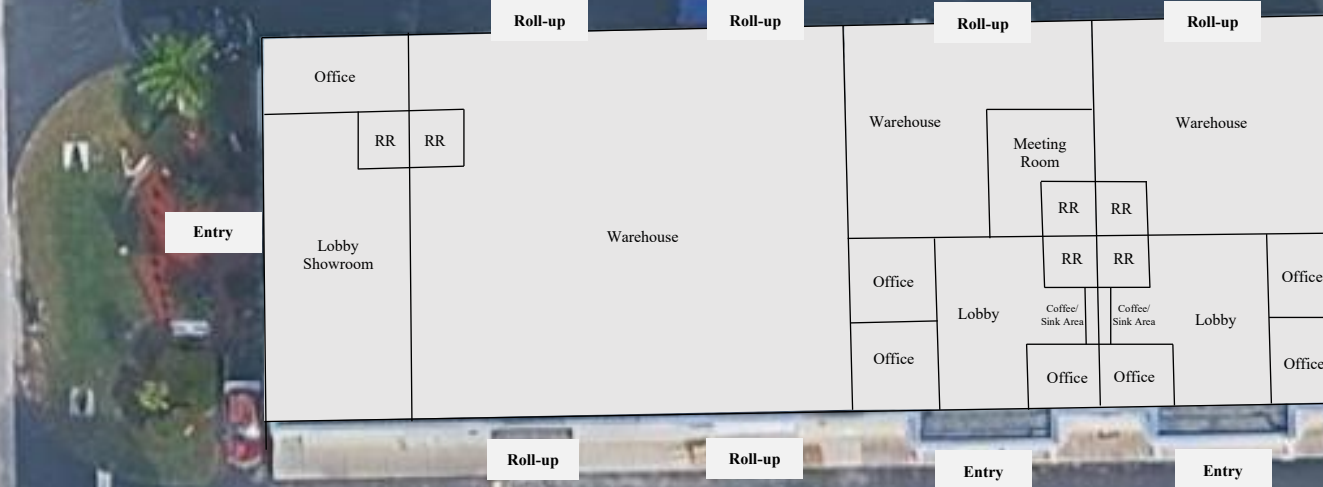 Roll-up
Roll-up
Roll-up
Roll-up
Office
RR
RR
Warehouse
Meeting
Room
Warehouse
Entry
Lobby
Showroom
Warehouse
RR
RR
RR
RR
Office
Office
Lobby
Coffee/
Sink Area
Coffee/
Sink Area
Lobby
Office
Office
Office
Office
Roll-up
Roll-up
Entry
Entry